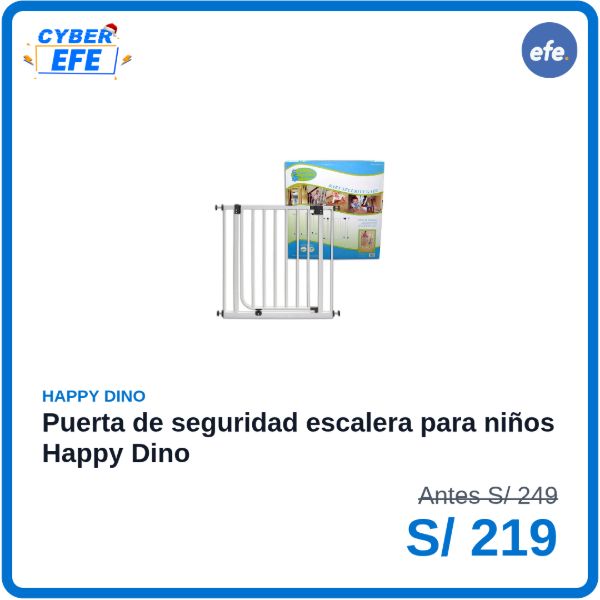 CYBER
EFE
efe.
HAPPY DINO
Puerta de seguridad escalera para niños
Happy Dino
Antes S/ 249
S/ 219